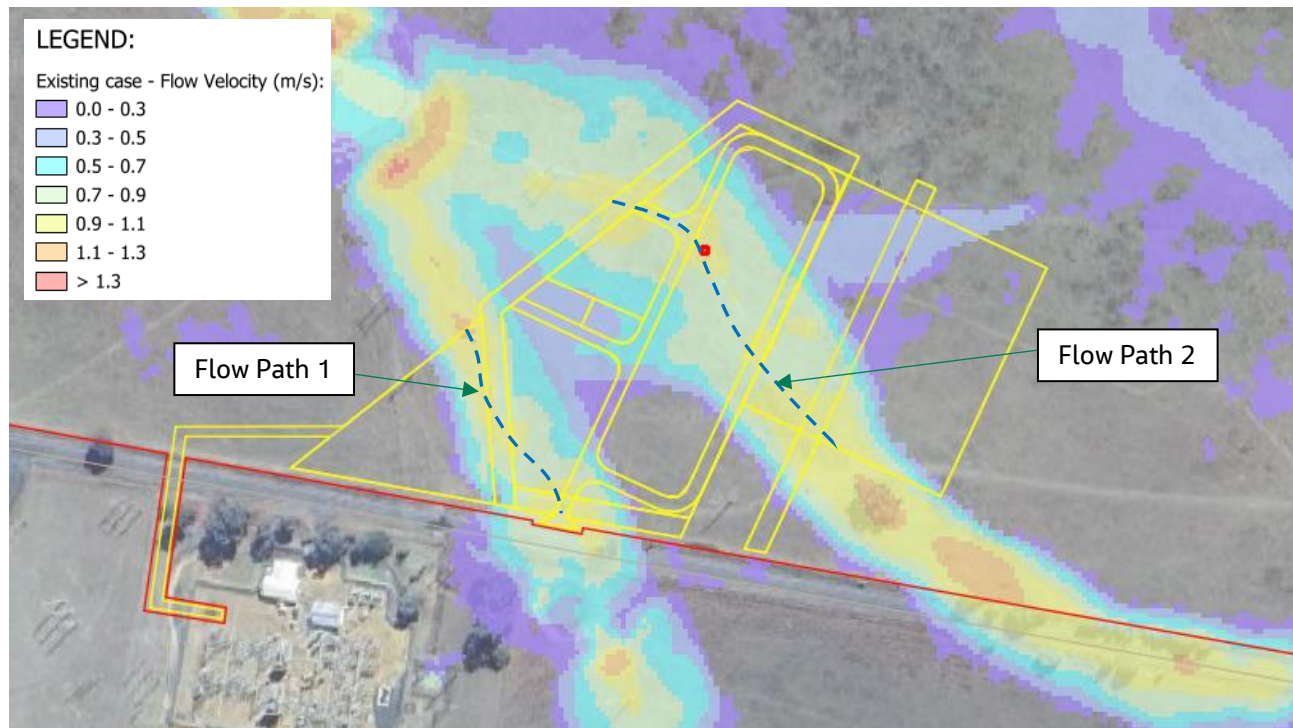 LEGEND:
Existing case - Flow Velocity (m/s):
0.0 - 0.3
0.3 - 0.5
0.5 - 0.7
0.7 - 0.9
0.9 - 1.1
1.1 - 1.3
> 1.3
Flow Path 1
Flow Path 2